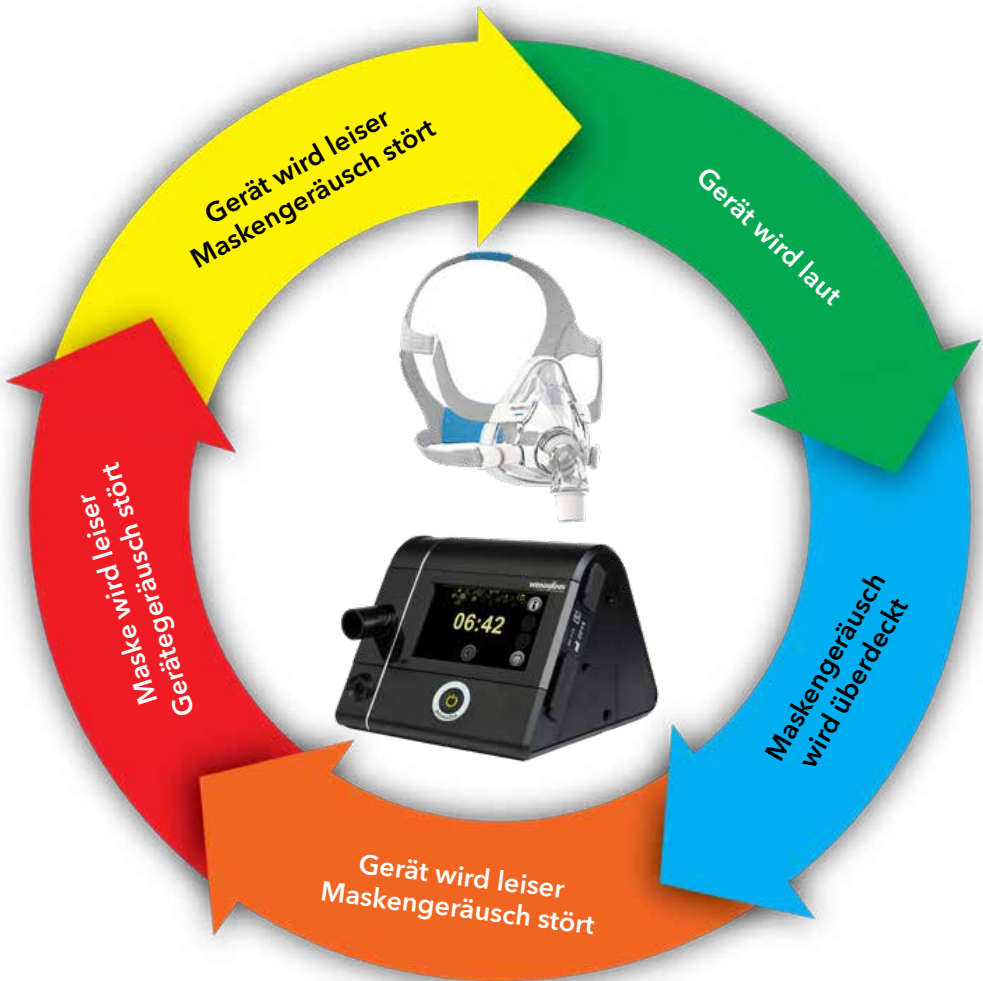 Gerät wird leiser
Maskengeräusch stört
Gerät wird laut
Maskengeräusch
wird überdeckt
Gerät wird leiser
Maskengeräusch stört
Maske wird leiser
Gerätegeräusch stört
WEINMANN
06:42